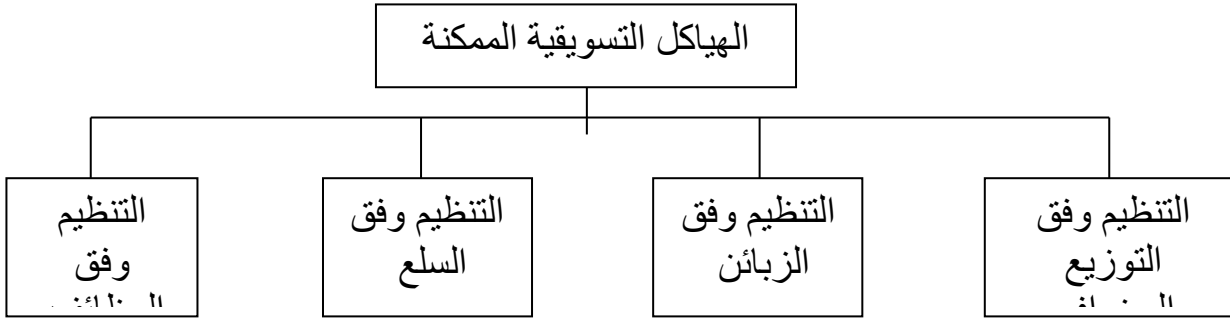 الهياكل التسويقية الممكنة
التنظيم وفق
التوزيع
التنظيم وفق
الزبائن
التنظيم وفق
السلع
التنظيم
وفق